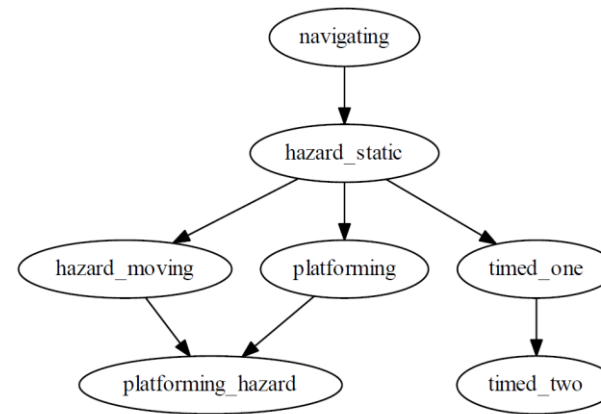 navigating
hazard_static
hazard_moving
platforming
timed_one
platforming_hazard
timed_two